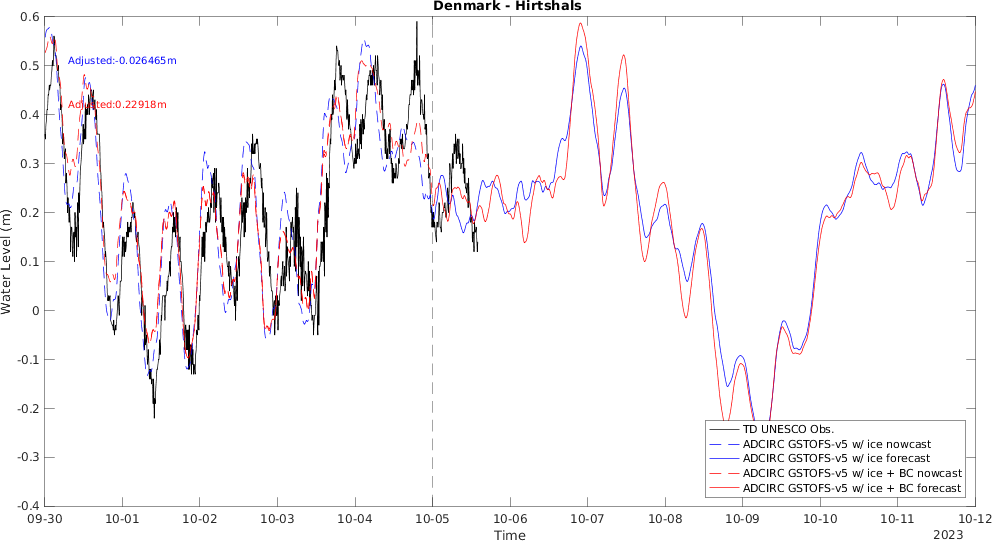 Denmark - Hirtshals
0.6
0.5
0.4
0.3
0.2
0.1
0
-0.1
-0.2
-0.3
-0.4
Water Level (m)
Adjusted:-0.026465m
Adjusted:0.22918m
TD UNESCO Obs.
ADCIRC GSTOFS-v5 w/ ice nowcast
ADCIRC GSTOFS-v5 w/ ice forecast
ADCIRC GSTOFS-v5 w/ ice + BC nowcast
ADCIRC GSTOFS-v5 w/ ice + BC forecast
09-30 10-01 10-02 10-03 10-04 10-05 10-06 10-07 10-08 10-09 10-10 10-11 10-12
Time
2023